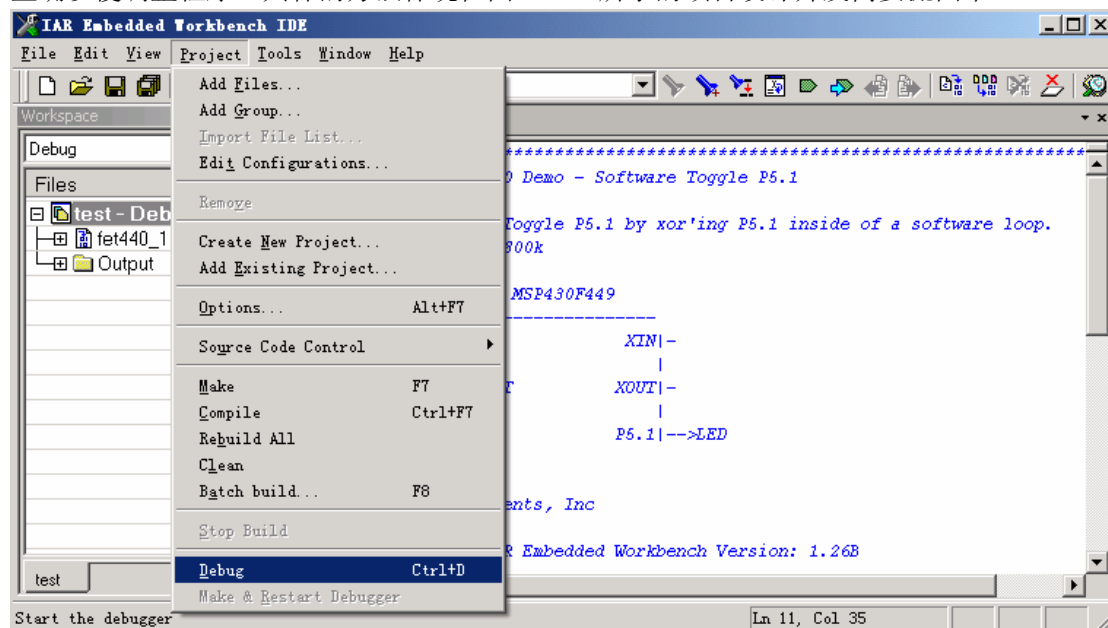 IAR Embedded Workbench IDE
File Edit View Project Tools Window Help
Add Files...
Add Group...
Import File List...
Edit Configurations...
Remove
Create New Project...
Add Existing Project...
Options... Alt+F7
Source Code Control
Make F7
Compile Ctrl+F7
Rebuild All
Clean
Batch build... F8
Stop Build
Debug Ctrl+D
Make & Restart Debugger
Workspace
Debug
Files
test - Deb
fet440_1
Output
test
*************************************************************
Demo - Software Toggle P5.1
Toggle P5.1 by xor'ing P5.1 inside of a software loop.
800k
MSP430F449
---------------
XIN|-
|
XOUT|-
|
P5.1|-->LED
ents, Inc
R Embedded Workbench Version: 1.26B
Start the debugger
Ln 11, Col 35